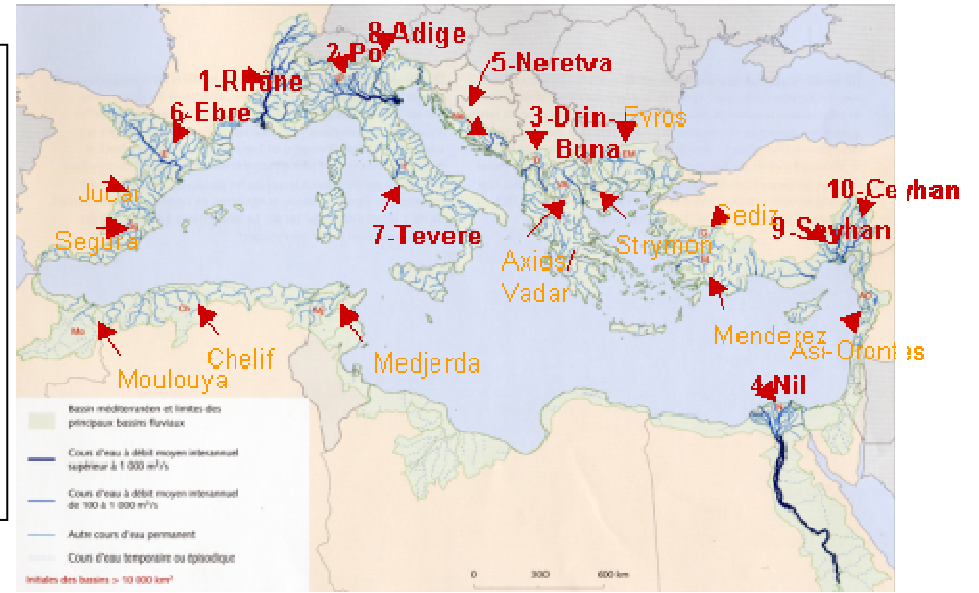 8-Adige
2-Po
5-Neretva
1-Rhône
6-Ebre
3-Drin-
Buna
Evros
Jucar
Segura
7-Tevere
10-Ceyhan
Gediz
9-Seyhan
Strymon
Axios/
Vadar
Menderez
Asi-Orontes
Chelif
Moulouya
Medjerda
4-Nil
Mo
Ch
Bassin méditerranéen et limites des
principaux bassins fluviaux
Cours d'eau à débit moyen interannuel
supérieur à 1 000 m³/s
Cours d'eau à débit moyen interannuel
de 100 à 1 000 m³/s
Autre cours d'eau permanent
Cours d'eau temporaire ou épisodique
Initiales des bassins > 10 000 km²
0 300 600 km